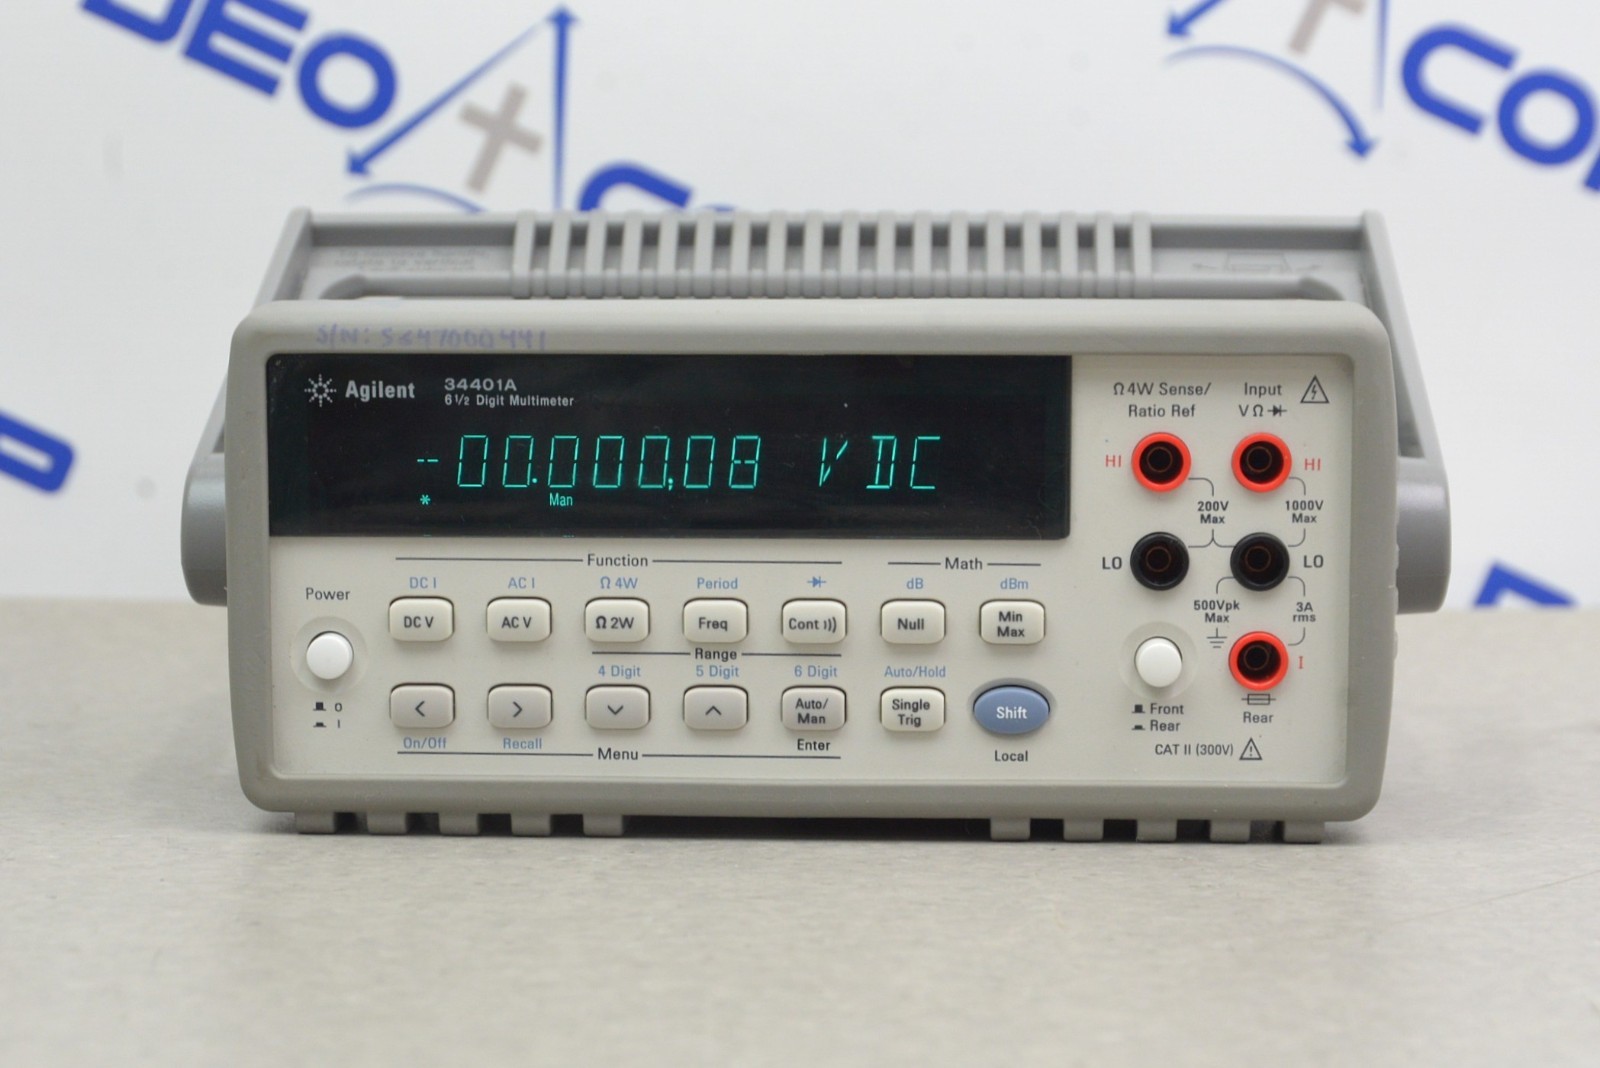 S/N: S647000441
Agilent
34401A
6½ Digit Multimeter
-00.000,08 VDC
*
Man
Ω 4W Sense/
Ratio Ref
Input
V Ω
HI
HI
200V
Max
1000V
Max
LO
LO
500Vpk
Max
3A
rms
I
Front
Rear
Rear
CAT II (300V)
Power
O
I
Function
DC I
AC I
Ω 4W
Period
DC V
AC V
Ω 2W
Freq
Cont
Math
dB
dBm
Null
Min
Max
Range
4 Digit
5 Digit
6 Digit
Auto/Hold
<
>
Auto/
Man
Single
Trig
Shift
On/Off
Recall
Menu
Enter
Local